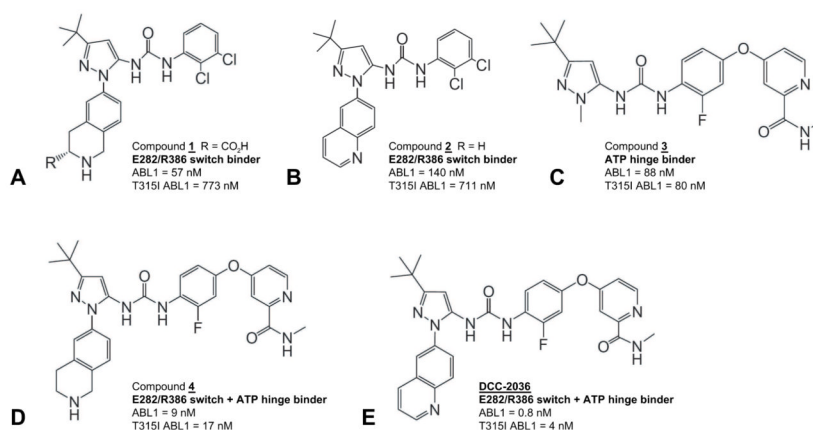 O
N
N
N
H
N
H
Cl
Cl
R
N
H
Compound 1 R = CO₂H
E282/R386 switch binder
ABL1 = 57 nM
T315I ABL1 = 773 nM
A
O
N
N
N
H
N
H
Cl
Cl
N
Compound 2 R = H
E282/R386 switch binder
ABL1 = 140 nM
T315I ABL1 = 711 nM
B
O
O
N
N
N
N
H
N
H
F
O
N
H
Compound 3
ATP hinge binder
ABL1 = 88 nM
T315I ABL1 = 80 nM
C
O
O
N
N
N
N
H
N
H
F
O
N
H
N
H
Compound 4
E282/R386 switch + ATP hinge binder
ABL1 = 9 nM
T315I ABL1 = 17 nM
D
O
O
N
N
N
N
H
N
H
F
O
N
H
N
DCC-2036
E282/R386 switch + ATP hinge binder
ABL1 = 0.8 nM
T315I ABL1 = 4 nM
E